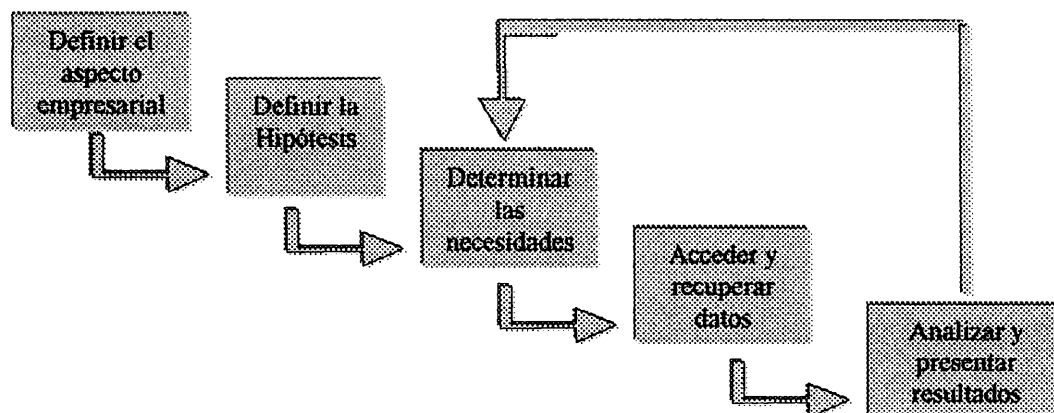 Definir el
aspecto
empresarial
Definir la
Hipótesis
Determinar
las
necesidades
Acceder y
recuperar
datos
Analizar y
presentar
resultados